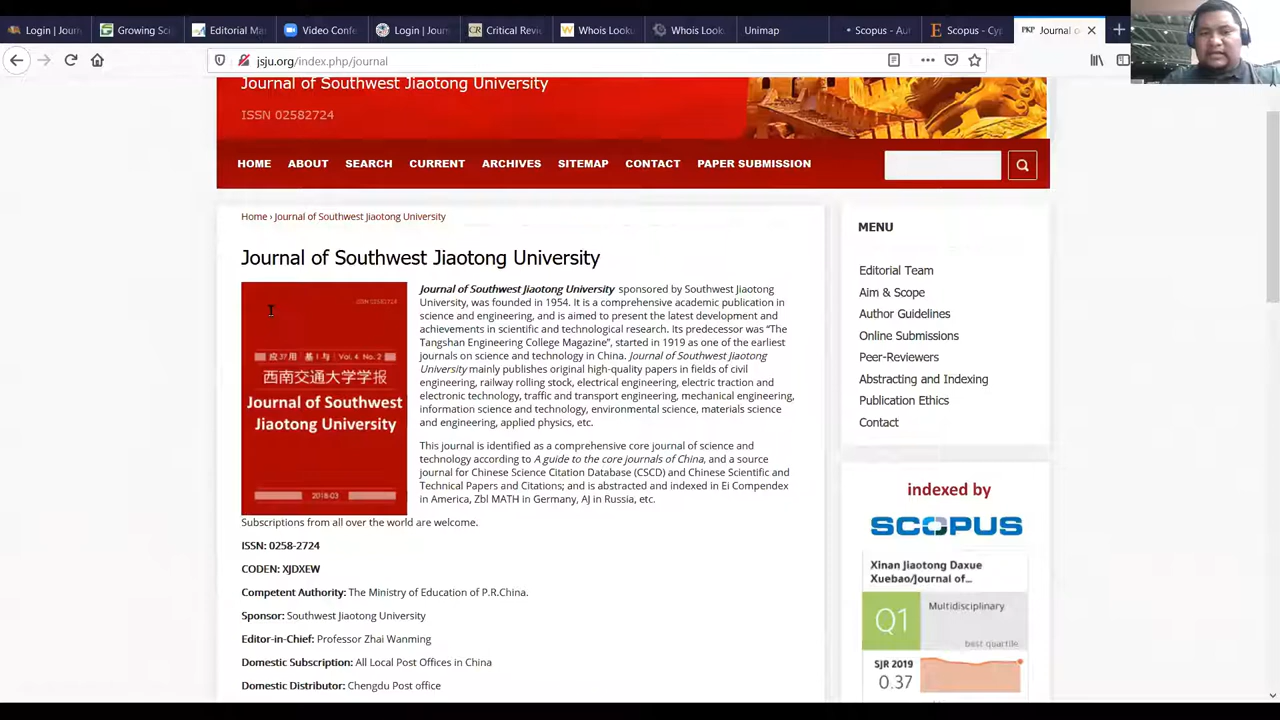 Login | Journ
Growing Sci
Editorial Mar
Video Confe
Login | Journ
Critical Revie
Whois Looku
Whois Look
Unimap
Scopus - Aut
Scopus - Cyp
Journal of
jsju.org/index.php/journal
Journal of Southwest Jiaotong University
ISSN 02582724
HOME ABOUT SEARCH CURRENT ARCHIVES SITEMAP CONTACT PAPER SUBMISSION
Home › Journal of Southwest Jiaotong University
Journal of Southwest Jiaotong University
ISSN 02582724
Vol. 4 No. 2
西南交通大学学报
Journal of Southwest
Jiaotong University
2018-03
Journal of Southwest Jiaotong University sponsored by Southwest Jiaotong
University, was founded in 1954. It is a comprehensive academic publication in
science and engineering, and is aimed to present the latest development and
achievements in scientific and technological research. Its predecessor was “The
Tangshan Engineering College Magazine”, started in 1919 as one of the earliest
journals on science and technology in China. Journal of Southwest Jiaotong
University mainly publishes original high-quality papers in fields of civil
engineering, railway rolling stock, electrical engineering, electric traction and
electronic technology, traffic and transport engineering, mechanical engineering,
information science and technology, environmental science, materials science
and engineering, applied physics, etc.
This journal is identified as a comprehensive core journal of science and
technology according to A guide to the core journals of China, and a source
journal for Chinese Science Citation Database (CSCD) and Chinese Scientific and
Technical Papers and Citations; and is abstracted and indexed in Ei Compendex
in America, Zbl MATH in Germany, AJ in Russia, etc.
Subscriptions from all over the world are welcome.
ISSN: 0258-2724
CODEN: XJDXEW
Competent Authority: The Ministry of Education of P.R.China.
Sponsor: Southwest Jiaotong University
Editor-in-Chief: Professor Zhai Wanming
Domestic Subscription: All Local Post Offices in China
Domestic Distributor: Chengdu Post office
MENU
Editorial Team
Aim & Scope
Author Guidelines
Online Submissions
Peer-Reviewers
Abstracting and Indexing
Publication Ethics
Contact
indexed by
SCOPUS
Xinan Jiaotong Daxue
Xuebao/Journal of...
Q1
Multidisciplinary
best quartile
SJR 2019
0.37